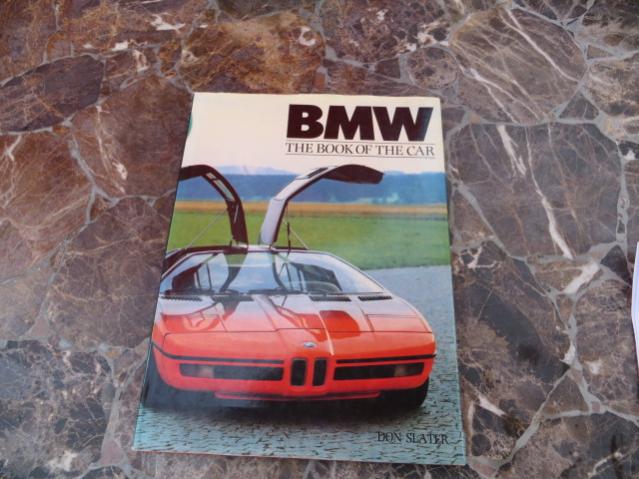 BMW
THE BOOK OF THE CAR
DON SLATER